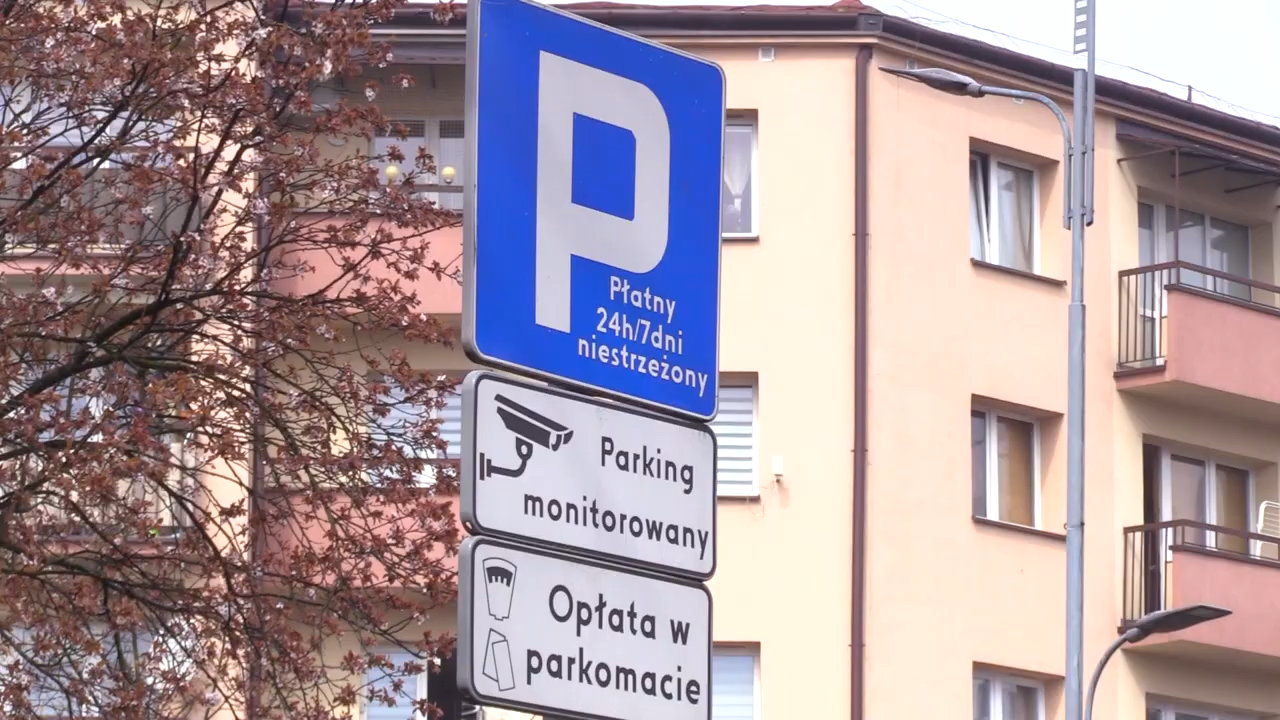 P
Płatny
24h/7dni
niestrzeżony
Parking
monitorowany
Opłata w
parkomacie